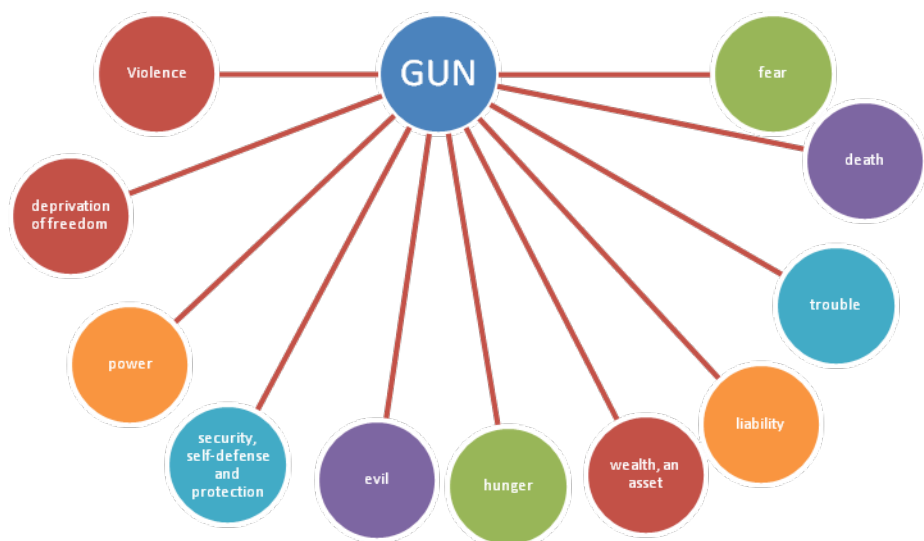 GUN
Violence
fear
death
deprivation
of freedom
trouble
power
liability
security,
self-defense
and
protection
evil
hunger
wealth, an
asset